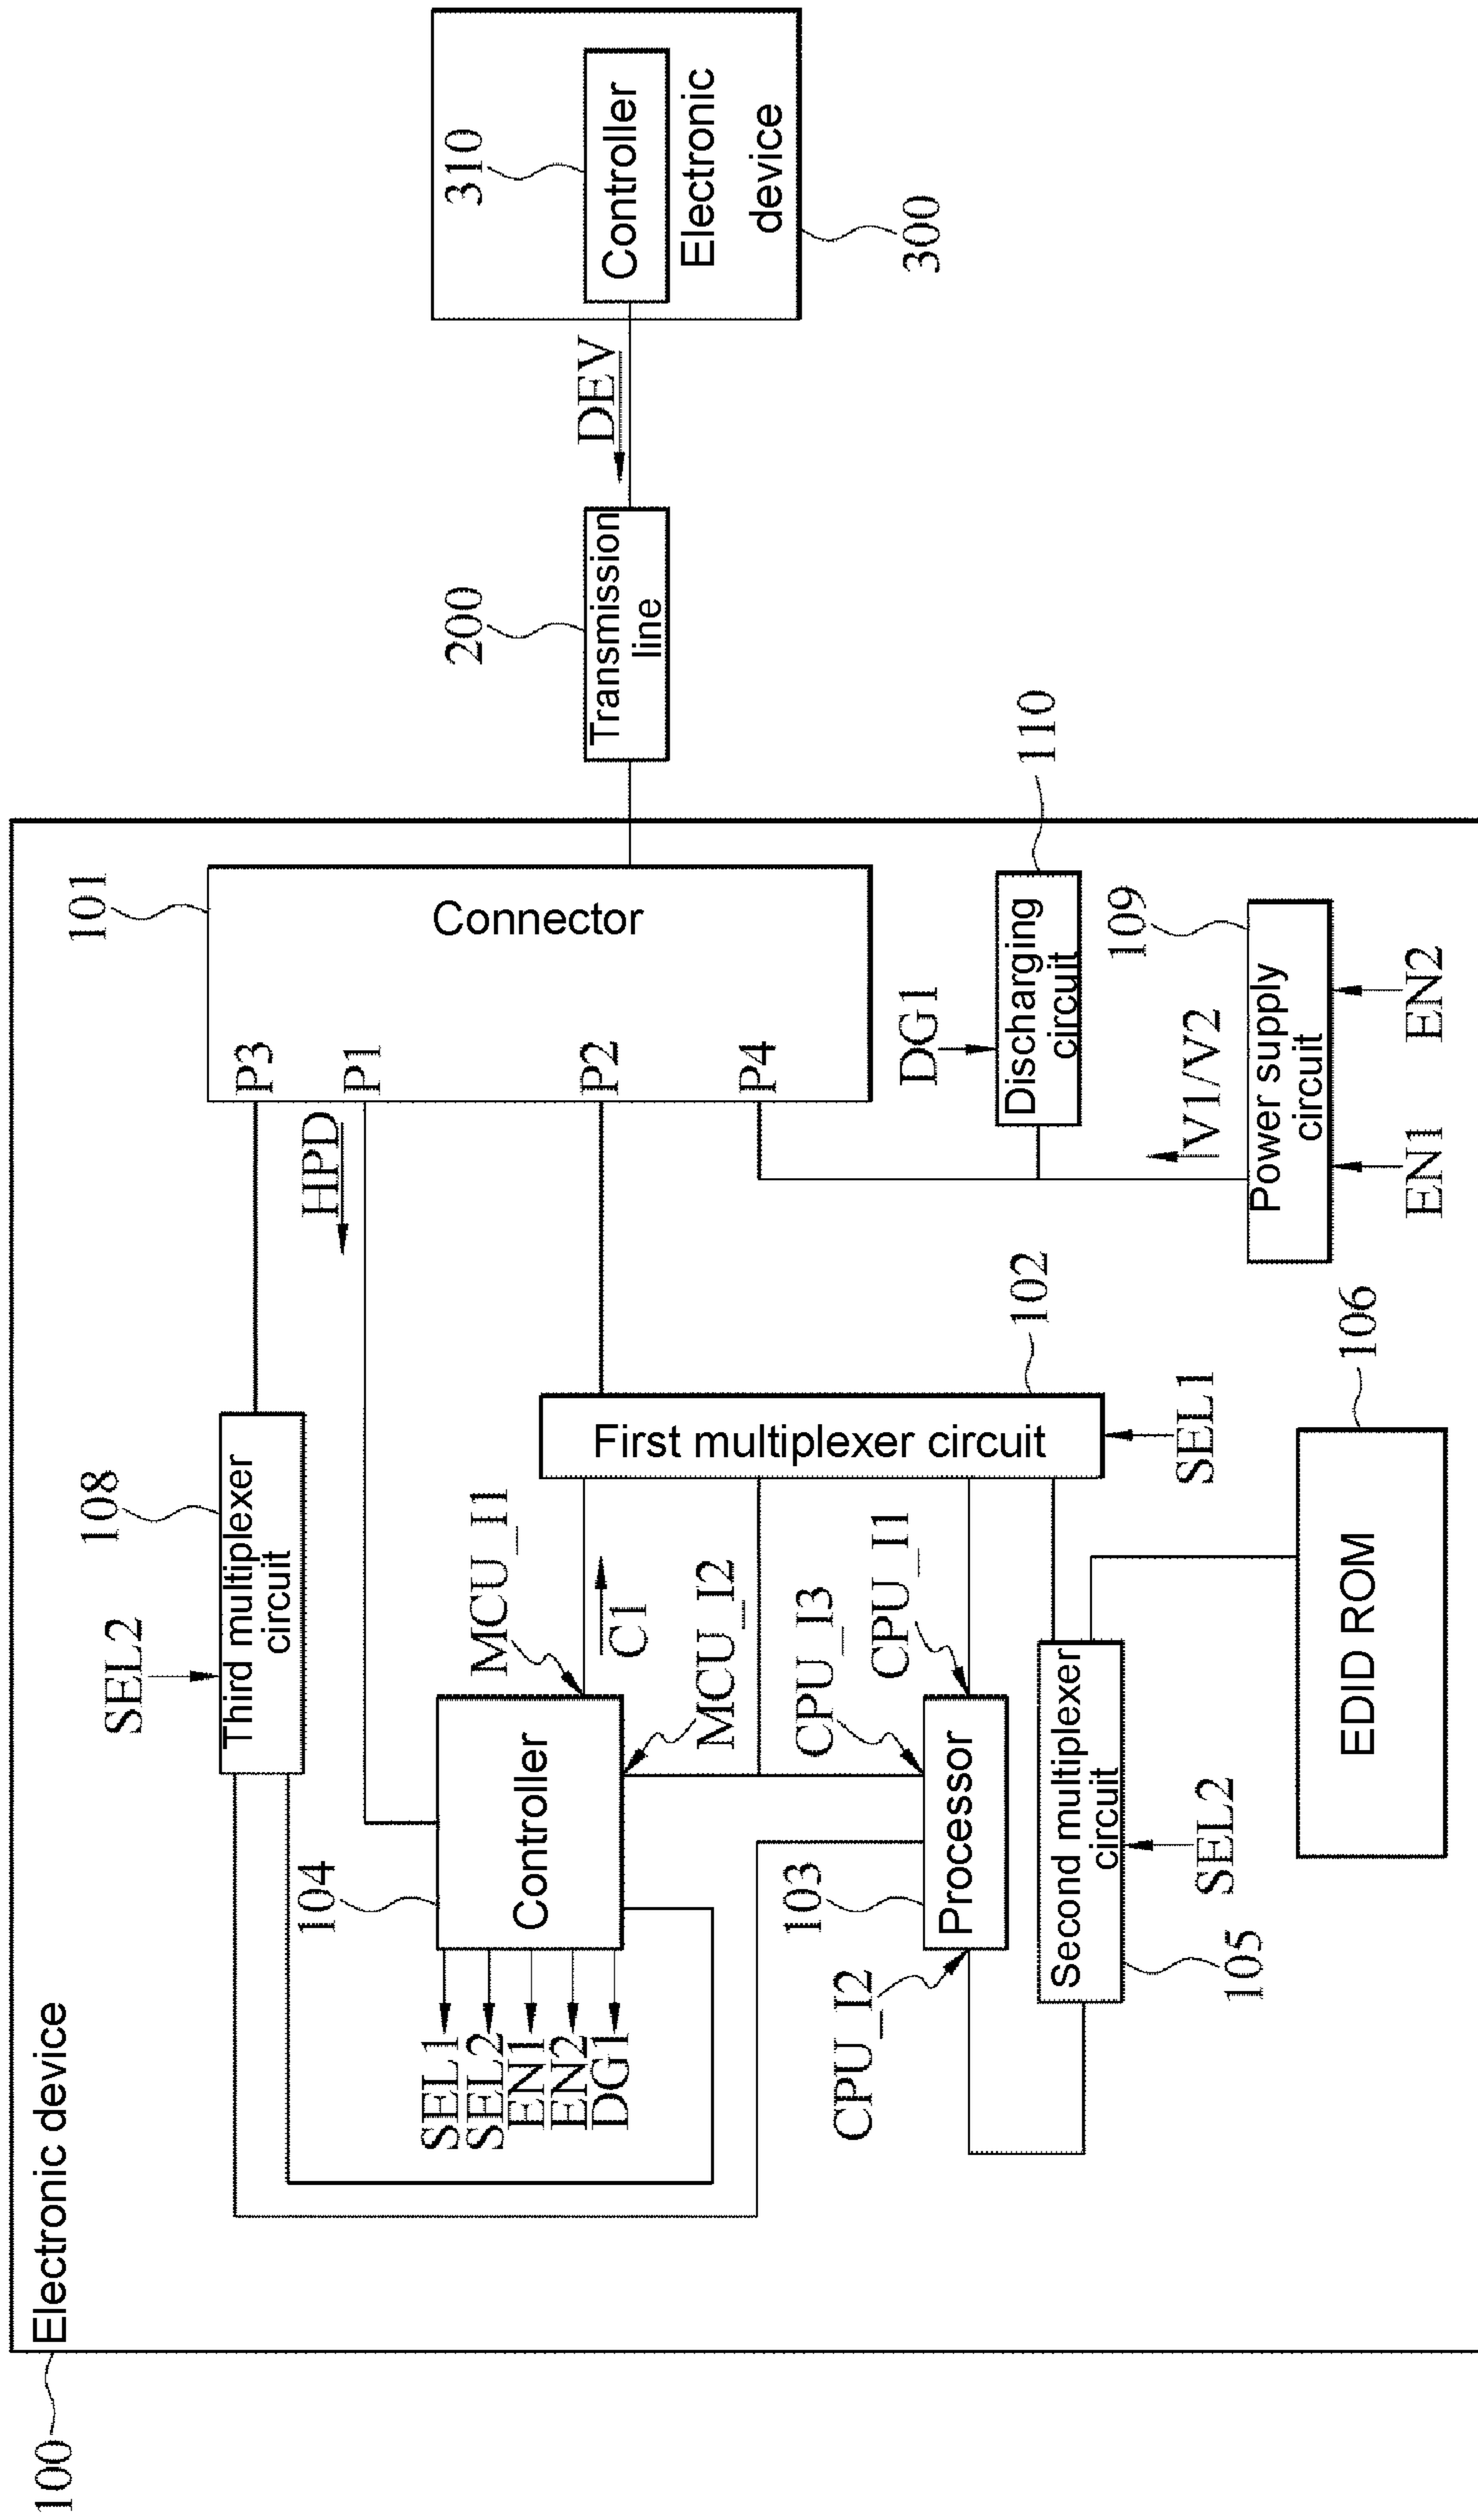 100
Electronic device
SEL2
108
Third multiplexer
circuit
HPD
P3
P1
P2
P4
101
Connector
104
Controller
SEL1
SEL2
EN1
EN2
DG1
MCU_I1
C1
MCU_I2
First multiplexer circuit
102
SEL1
CPU_I3
CPU_I1
CPU_I2
103
Processor
Second multiplexer
circuit
105
SEL2
EDID ROM
106
DG1
Discharging
circuit
110
V1/V2
Power supply
circuit
109
EN1
EN2
200
Transmission
line
DEV
310
Controller
Electronic
device
300